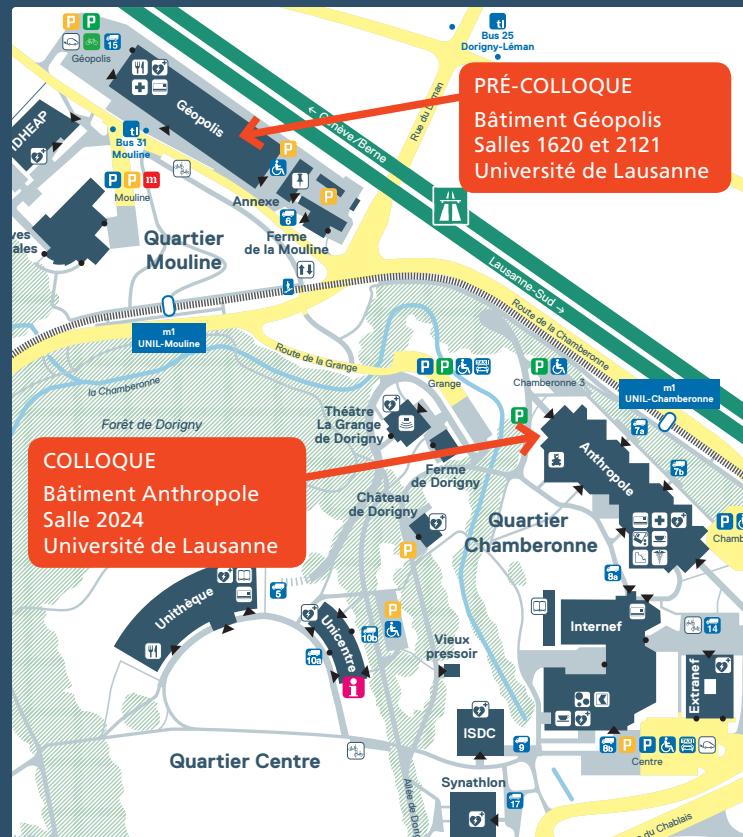 P P
15
Géopolis
tl
Bus 25
Dorigny-Léman
PRÉ-COLLOQUE
Bâtiment Géopolis
Salles 1620 et 2121
Université de Lausanne
← Genève/Berne
Rue du Léman
Géopolis
tl
Bus 31
Mouline
P P m
Mouline
P
P
Annexe
6
Ferme
de la Mouline
Quartier
Mouline
Lausanne-Sud →
Route de la Chamberonne
m1
UNIL-Mouline
Route de la Grange
la Chamberonne
P P TAXI
Grange
P
Chamberonne 3
m1
UNIL-Chamberonne
P
7a
7b
Forêt de Dorigny
Théâtre
La Grange
de Dorigny
Ferme
de Dorigny
Anthropole
COLLOQUE
Bâtiment Anthropole
Salle 2024
Université de Lausanne
Château
de Dorigny
P
Quartier
Chamberonne
P
8a
Unithèque
5
Unicentre
P
10b
10a
i
Vieux
pressoir
Internef
14
Extranef
ISDC
9
8b P P TAXI
Centre
Quartier Centre
Synathlon
17